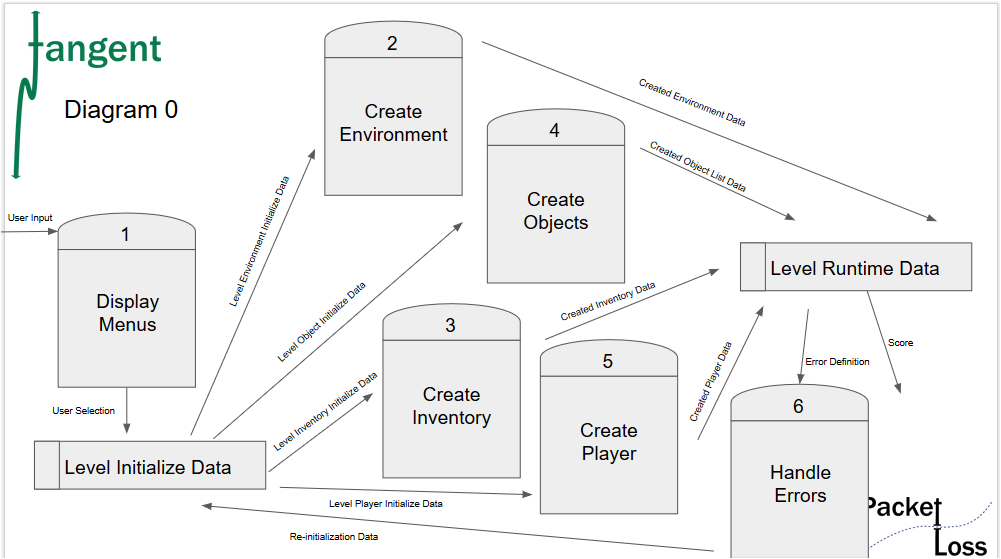 tangent
Diagram 0
2
Create
Environment
Created Environment Data
4
Create
Objects
Created Object List Data
User Input
1
Display
Menus
Level Environment Initialize Data
Level Object Initialize Data
Level Runtime Data
3
Create
Inventory
Created Inventory Data
5
Create
Player
Created Player Data
Error Definition
Score
User Selection
Level Initialize Data
Level Inventory Initialize Data
6
Handle
Errors
Level Player Initialize Data
Re-initialization Data
Packet
Loss